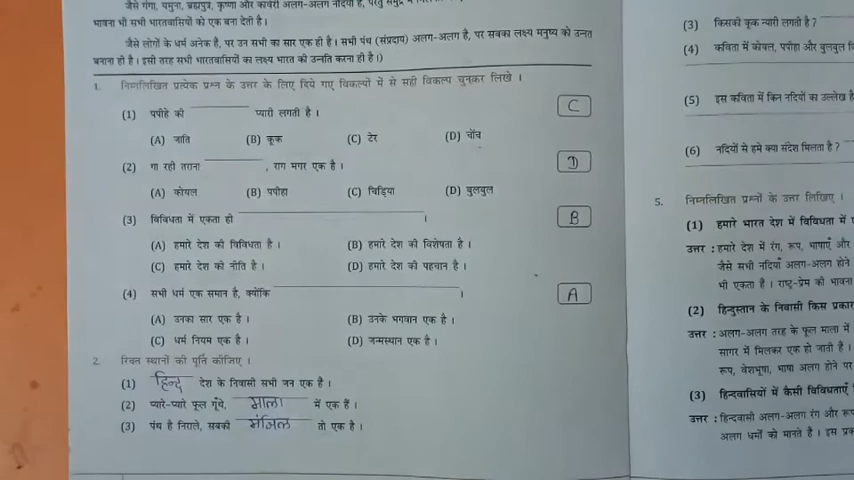 जैसे गंगा, यमुना, ब्रह्मपुत्र, कृष्णा और कावेरी अलग-अलग नदियाँ हैं, परंतु समुद्र में
भावना भी सभी भारतवासियों को एक बना देती है।
जैसे लोगों के धर्म अनेक है, पर उन सभी का सार एक ही है। सभी पंथ (संप्रदाय) अलग-अलग है, पर सबका लक्ष्य मनुष्य को उन्नत
बनाना ही है। इसी तरह सभी भारतवासियों का लक्ष्य भारत की उन्नति करना ही है।)
1. निम्नलिखित प्रत्येक प्रश्न के उत्तर के लिए दिये गए विकल्पों में से सही विकल्प चुनकर लिखे ।
(1) पपीहे की ________ प्यारी लगती है । C
(A) जाति (B) कूक (C) टेर (D) चोंच
(2) गा रही तराना ________, राग मगर एक है । D
(A) कोयल (B) पपीहा (C) चिड़िया (D) बुलबुल
(3) विविधता में एकता ही ________ । B
(A) हमारे देश की विविधता है । (B) हमारे देश की विशेषता है ।
(C) हमारे देश की नीति है । (D) हमारे देश की पहचान है ।
(4) सभी धर्म एक समान है, क्योंकि ________ । A
(A) उनका सार एक है । (B) उनके भगवान एक है ।
(C) धर्म नियम एक है । (D) जन्मस्थान एक है ।
2. रिक्त स्थानों की पूर्ति कीजिए ।
(1) हिन्द देश के निवासी सभी जन एक है ।
(2) प्यारे-प्यारे फूल गूँथे, माला में एक हैं ।
(3) पंथ है निराले, सबकी मंजिल तो एक है ।
(3) किसकी कूक न्यारी लगती है ?
(4) कविता में कोयल, पपीहा और बुलबुल
(5) इस कविता में किन नदियों का उल्लेख है
(6) नदियों से हमे क्या संदेश मिलता है ?
5. निम्नलिखित प्रश्नों के उत्तर लिखिए ।
(1) हमारे भारत देश में विविधता में
उत्तर : हमारे देश में रंग, रूप, भाषाएँ और
जैसे सभी नदियाँ अलग-अलग होने
भी एकता है । राष्ट्र-प्रेम की भावना
(2) हिन्दुस्तान के निवासी किस प्रकार
उत्तर : अलग-अलग तरह के फूल माला में
सागर में मिलकर एक हो जाती है ।
रूप, वेशभूषा, भाषा अलग होने पर
(3) हिन्दवासियों में कैसी विविधताएँ
उत्तर : हिन्दवासी अलग-अलग रंग और रूप
अलग धर्मों को मानते है । इस